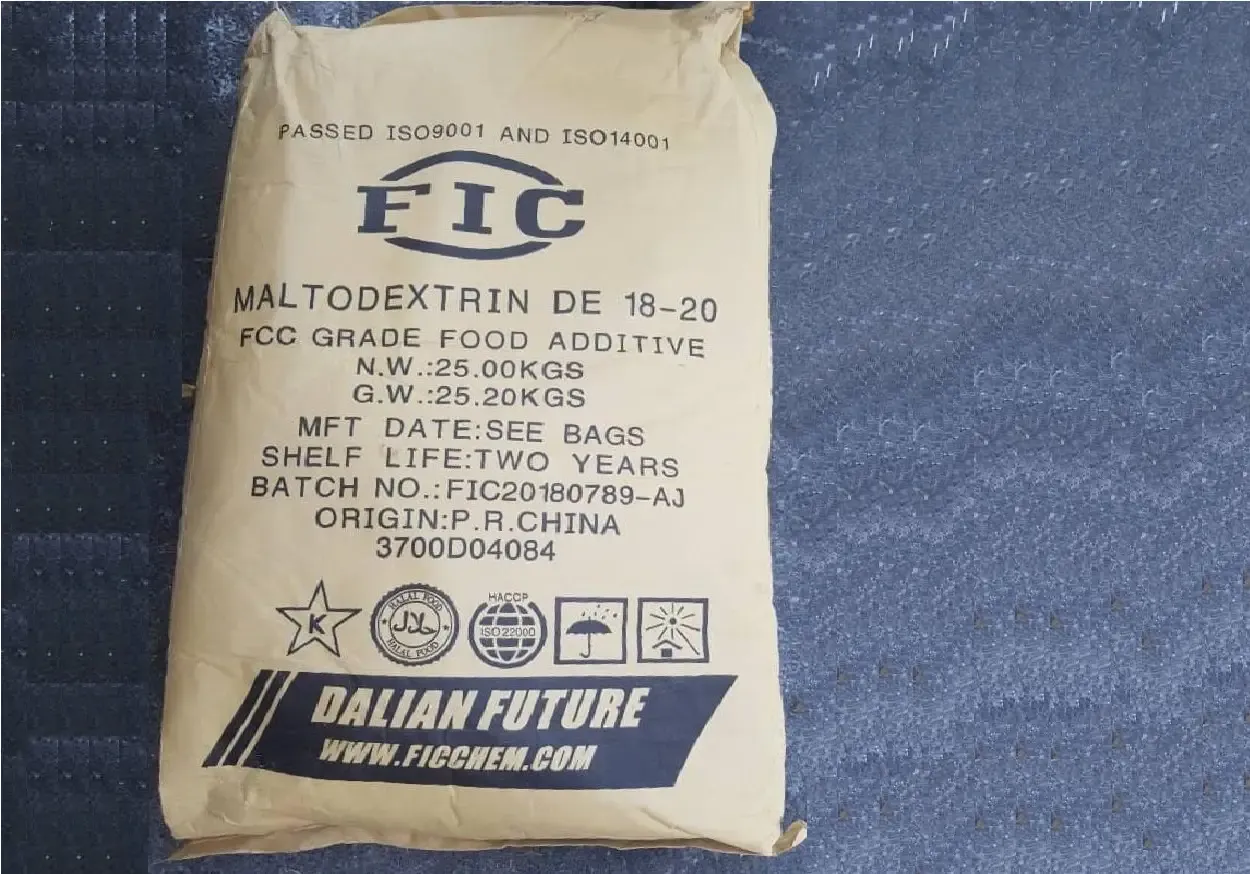 PASSED ISO9001 AND ISO14001
FIC
MALTODEXTRIN DE 18-20
FCC GRADE FOOD ADDITIVE
N.W.:25.00KGS
G.W.:25.20KGS
MFT DATE:SEE BAGS
SHELF LIFE:TWO YEARS
BATCH NO.:FIC20180789-AJ
ORIGIN:P.R.CHINA
3700D04084
K
HALAL FOOD
حلال
HALAL FOOD
HACCP
ISO22000
DALIAN FUTURE
WWW.FICCHEM.COM